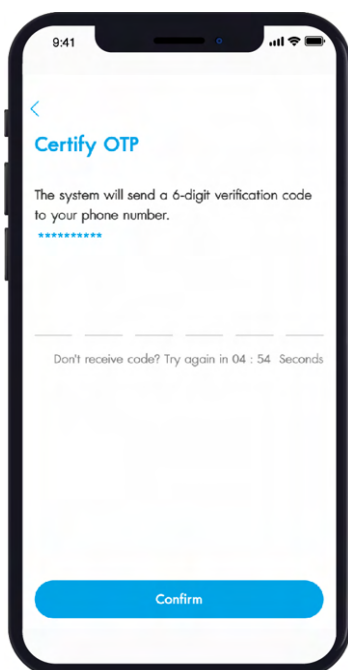 9:41
Certify OTP
The system will send a 6-digit verification code
to your phone number.
**********
Don't receive code? Try again in 04 : 54 Seconds
Confirm